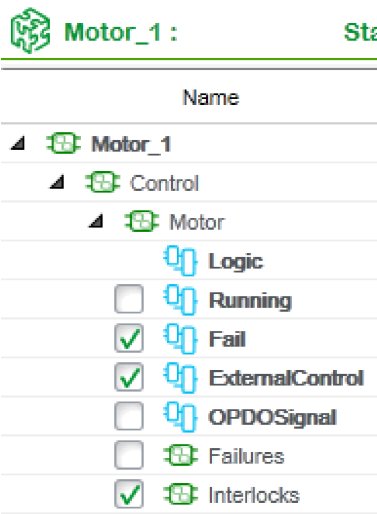 Motor_1 : Sta
Name
Motor_1
Control
Motor
Logic
Running
Fail
ExternalControl
OPDOSignal
Failures
Interlocks